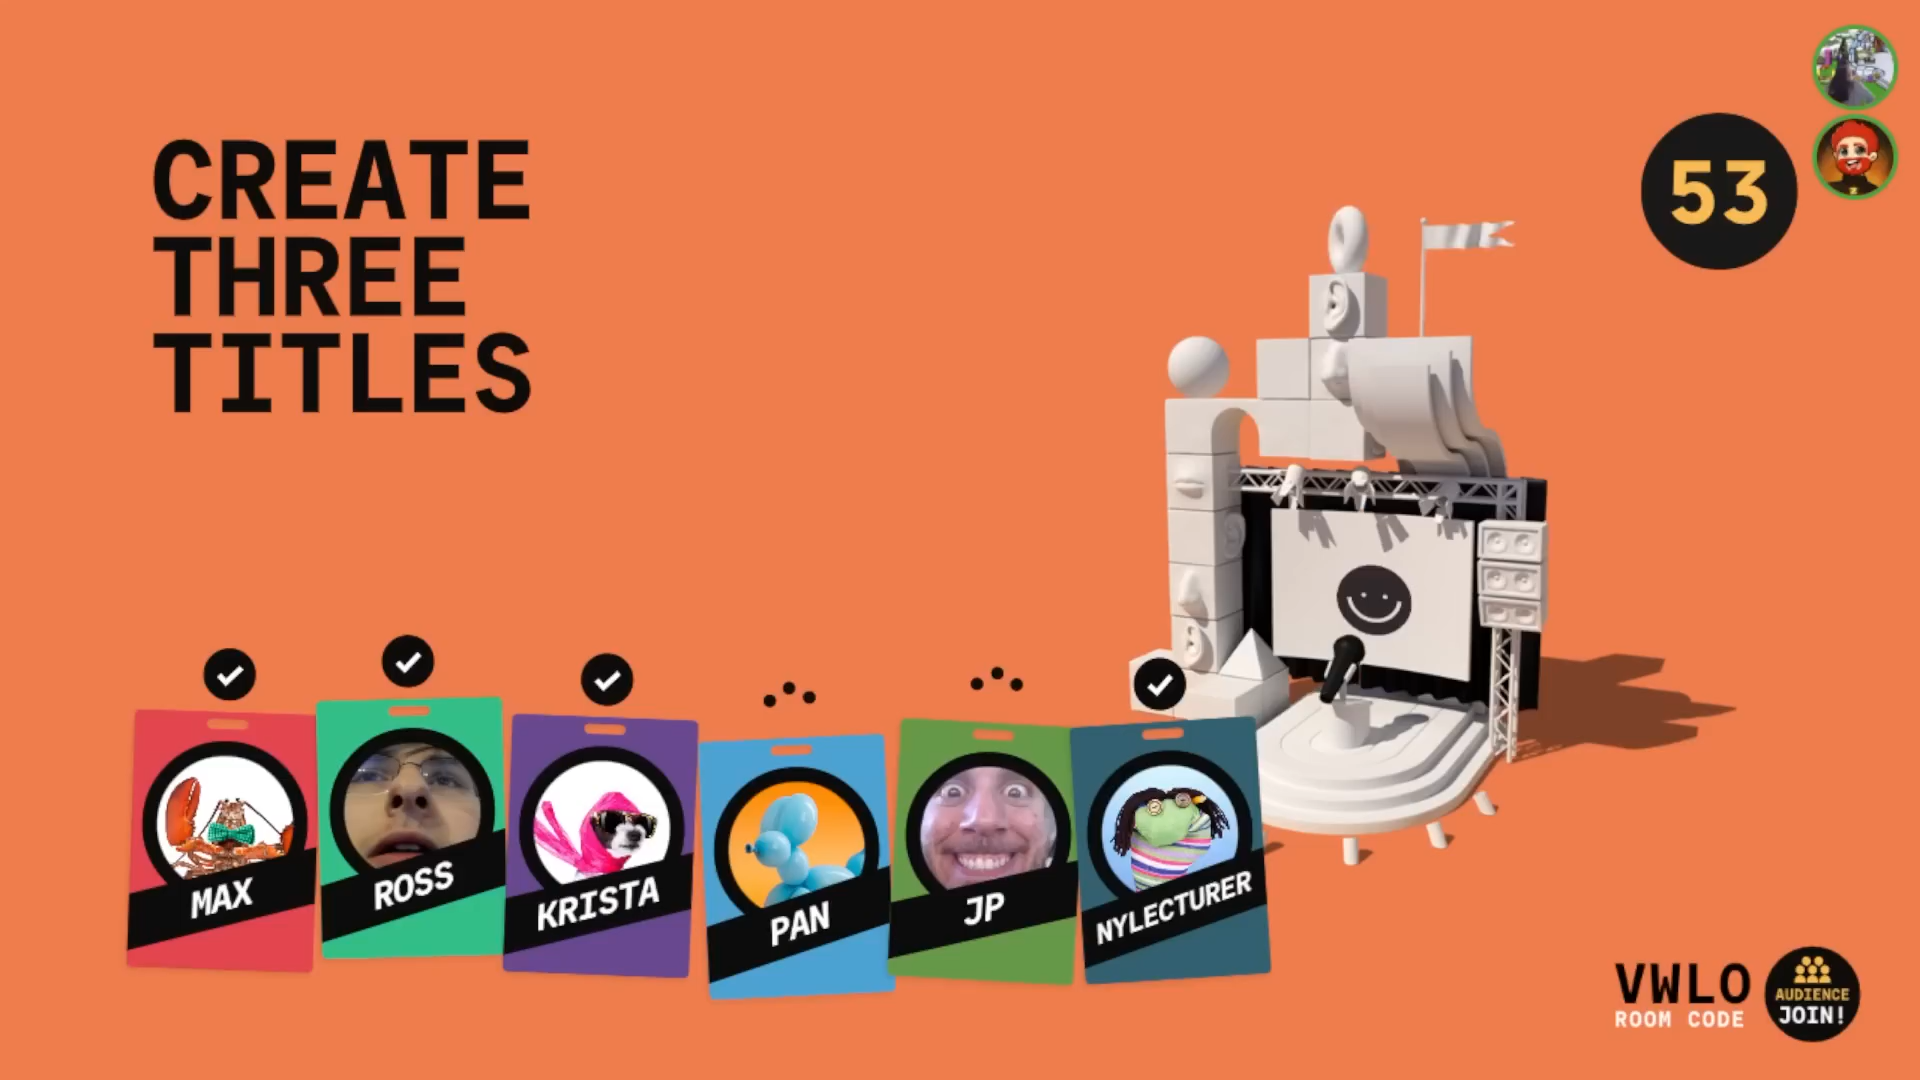 CREATE
THREE
TITLES
53
MAX
ROSS
KRISTA
PAN
JP
NYLECTURER
VWLO
ROOM CODE
AUDIENCE
JOIN!